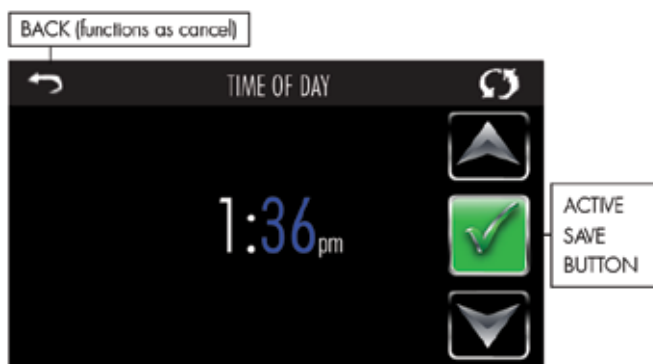 BACK (functions as cancel)
TIME OF DAY
1:36pm
ACTIVE
SAVE
BUTTON